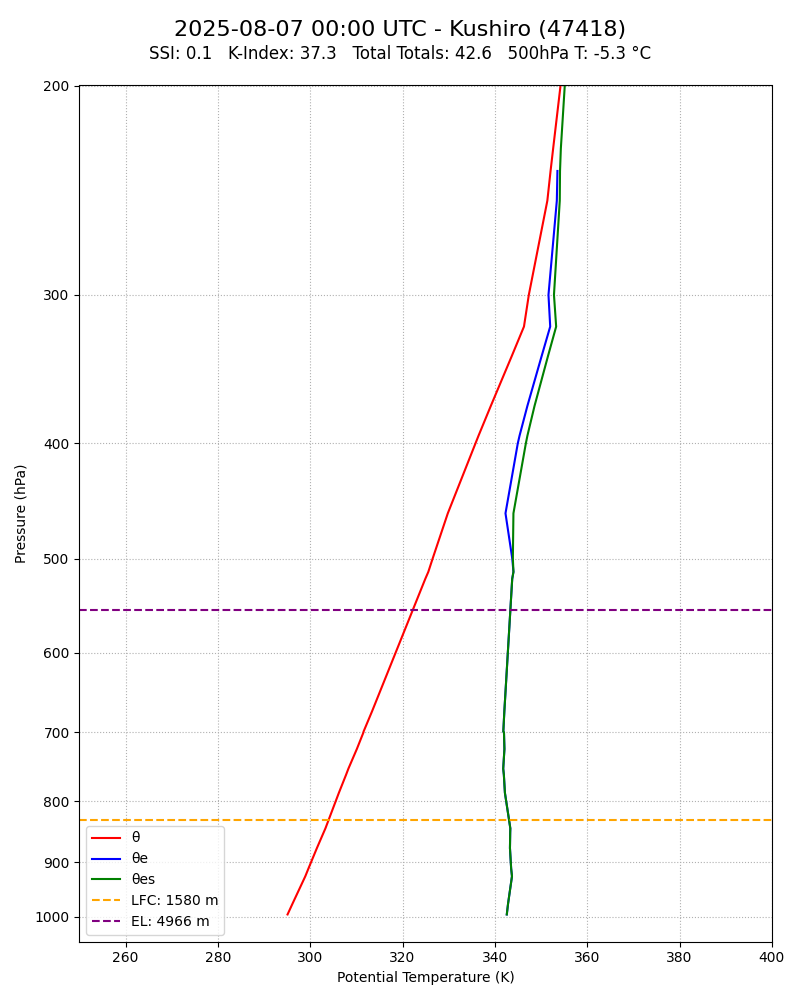 2025-08-07 00:00 UTC - Kushiro (47418)
SSI: 0.1 K-Index: 37.3 Total Totals: 42.6 500hPa T: -5.3 °C
200
300
400
500
600
700
800
900
1000
Pressure (hPa)
θ
θe
θes
LFC: 1580 m
EL: 4966 m
260 280 300 320 340 360 380 400
Potential Temperature (K)